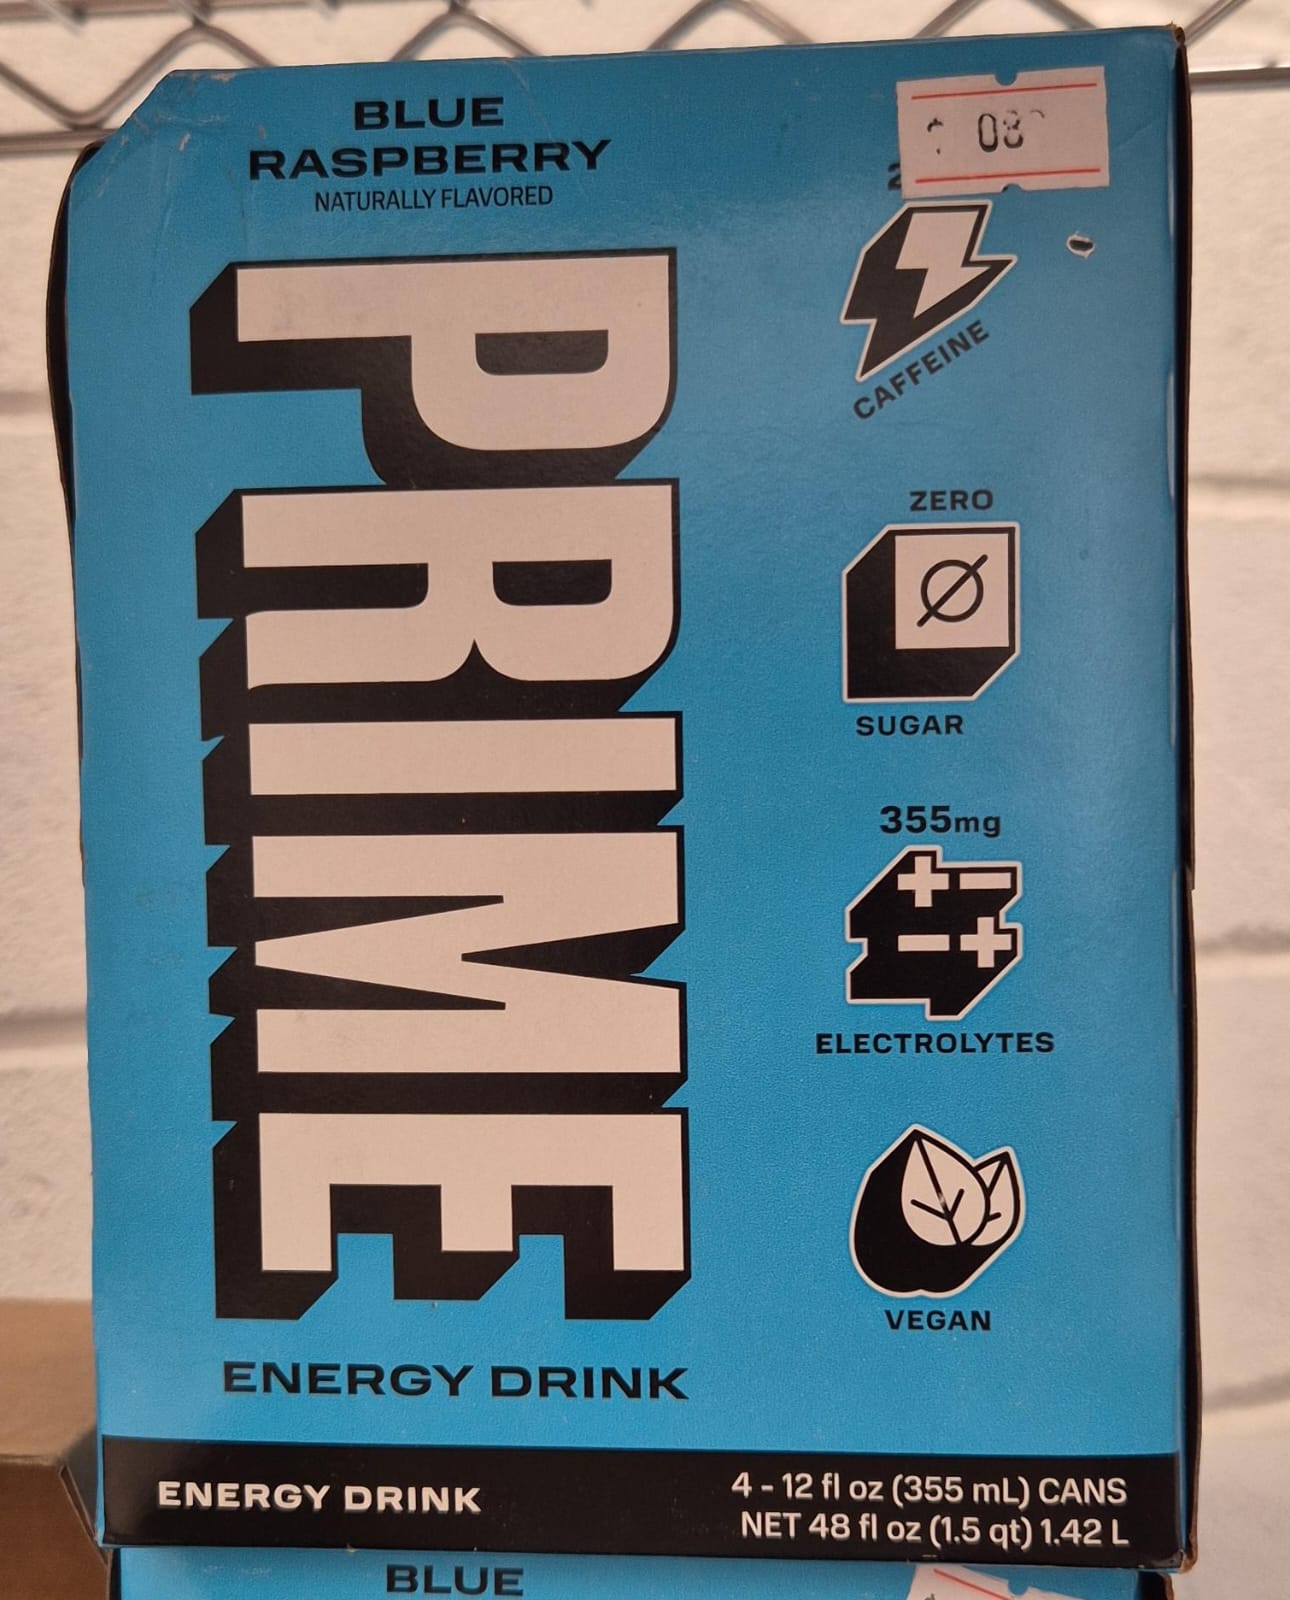 BLUE
RASPBERRY
NATURALLY FLAVORED
PRIME
ENERGY DRINK
08
CAFFEINE
ZERO
SUGAR
355mg
ELECTROLYTES
VEGAN
ENERGY DRINK
4 - 12 fl oz (355 mL) CANS
NET 48 fl oz (1.5 qt) 1.42 L
BLUE